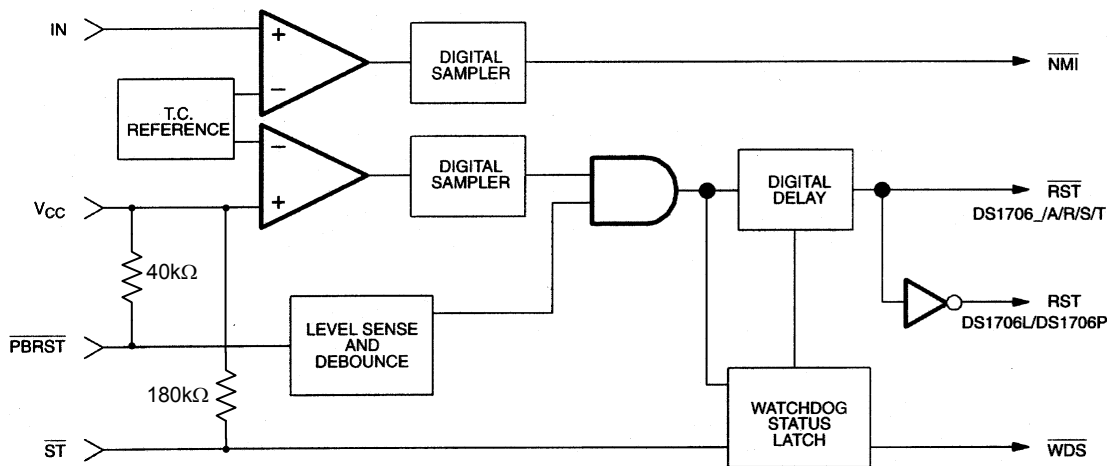 IN
DIGITAL
SAMPLER
NMI
+
−
T.C.
REFERENCE
−
+
DIGITAL
SAMPLER
DIGITAL
DELAY
RST
DS1706_/A/R/S/T
VCC
40kΩ
LEVEL SENSE
AND
DEBOUNCE
RST
DS1706L/DS1706P
PBRST
180kΩ
WATCHDOG
STATUS
LATCH
ST
WDS